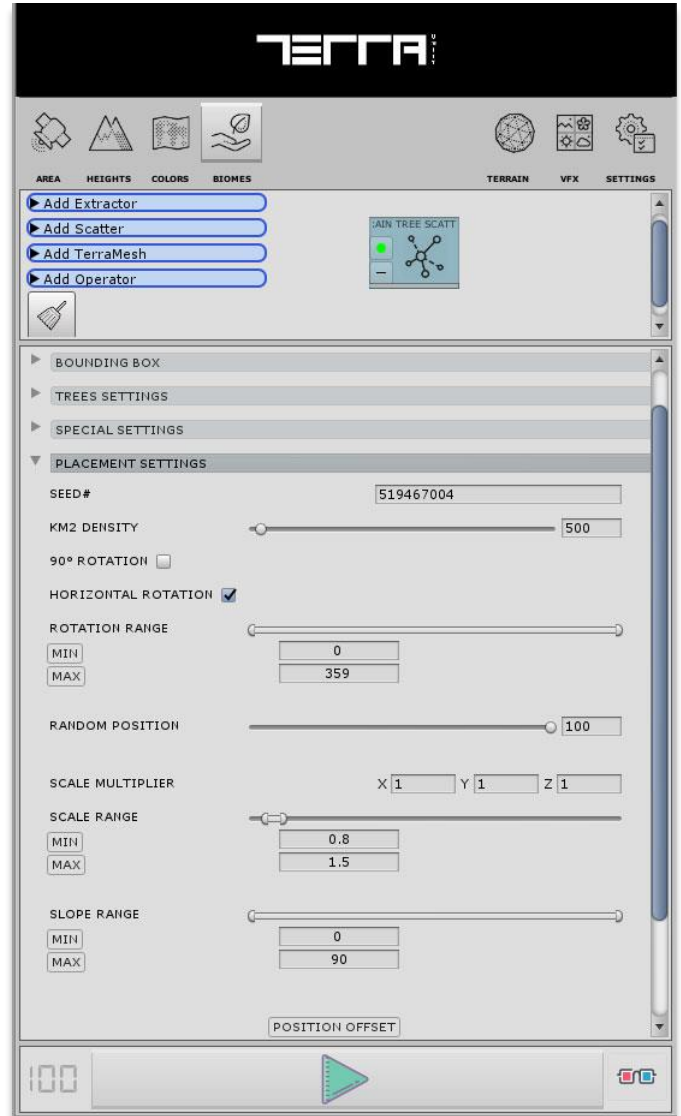 TERRA
UNITY
AREA HEIGHTS COLORS BIOMES TERRAIN VFX SETTINGS
Add Extractor
Add Scatter
Add TerraMesh
Add Operator
:AIN TREE SCATT
BOUNDING BOX
TREES SETTINGS
SPECIAL SETTINGS
PLACEMENT SETTINGS
SEED# 519467004
KM2 DENSITY 500
90° ROTATION
HORIZONTAL ROTATION
ROTATION RANGE
MIN 0
MAX 359
RANDOM POSITION 100
SCALE MULTIPLIER X 1 Y 1 Z 1
SCALE RANGE
MIN 0.8
MAX 1.5
SLOPE RANGE
MIN 0
MAX 90
POSITION OFFSET
100